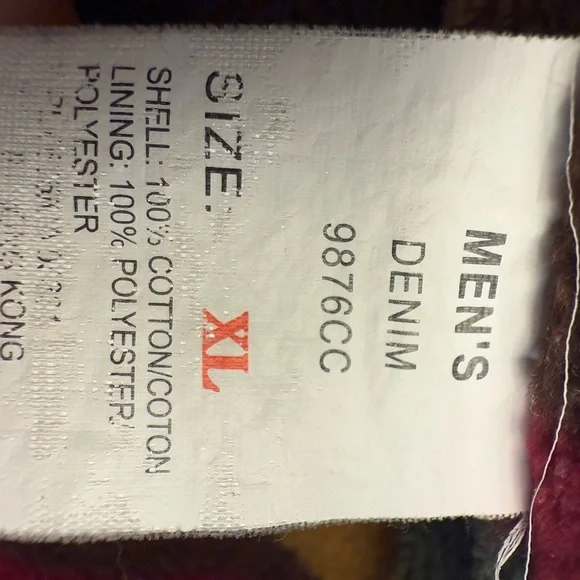 MEN'S
DENIM
9876CC
SIZE. XL
SHELL: 100% COTTON/COTON
LINING: 100% POLYESTER/
POLYESTER
KONG